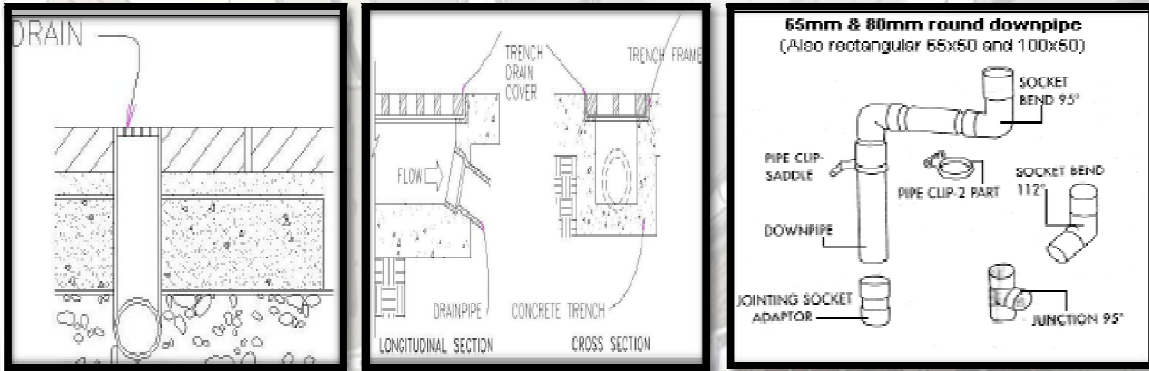 DRAIN
TRENCH
DRAIN
COVER
TRENCH FRAME
FLOW
DRAINPIPE
CONCRETE TRENCH
LONGITUDINAL SECTION
CROSS SECTION
65mm & 80mm round downpipe
(Also rectangular 65x50 and 100x50)
SOCKET
BEND 95°
PIPE CLIP-
SADDLE
PIPE CLIP-2 PART
SOCKET BEND
112°
DOWNPIPE
JOINTING SOCKET
ADAPTOR
JUNCTION 95°